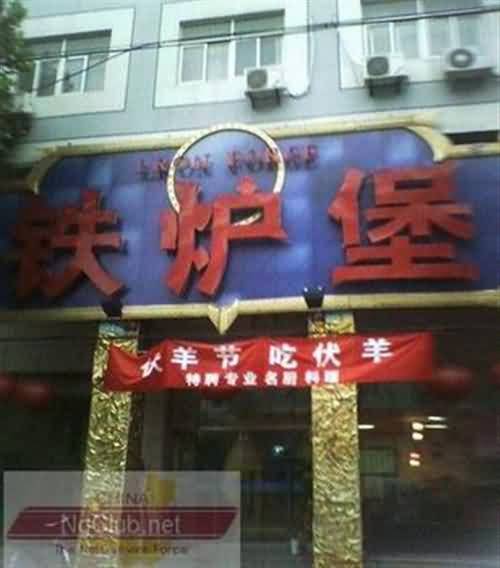 IRON FORGE
铁炉堡
伏羊节 吃伏羊
特聘专业名厨料理
CHINA
NgClub.net